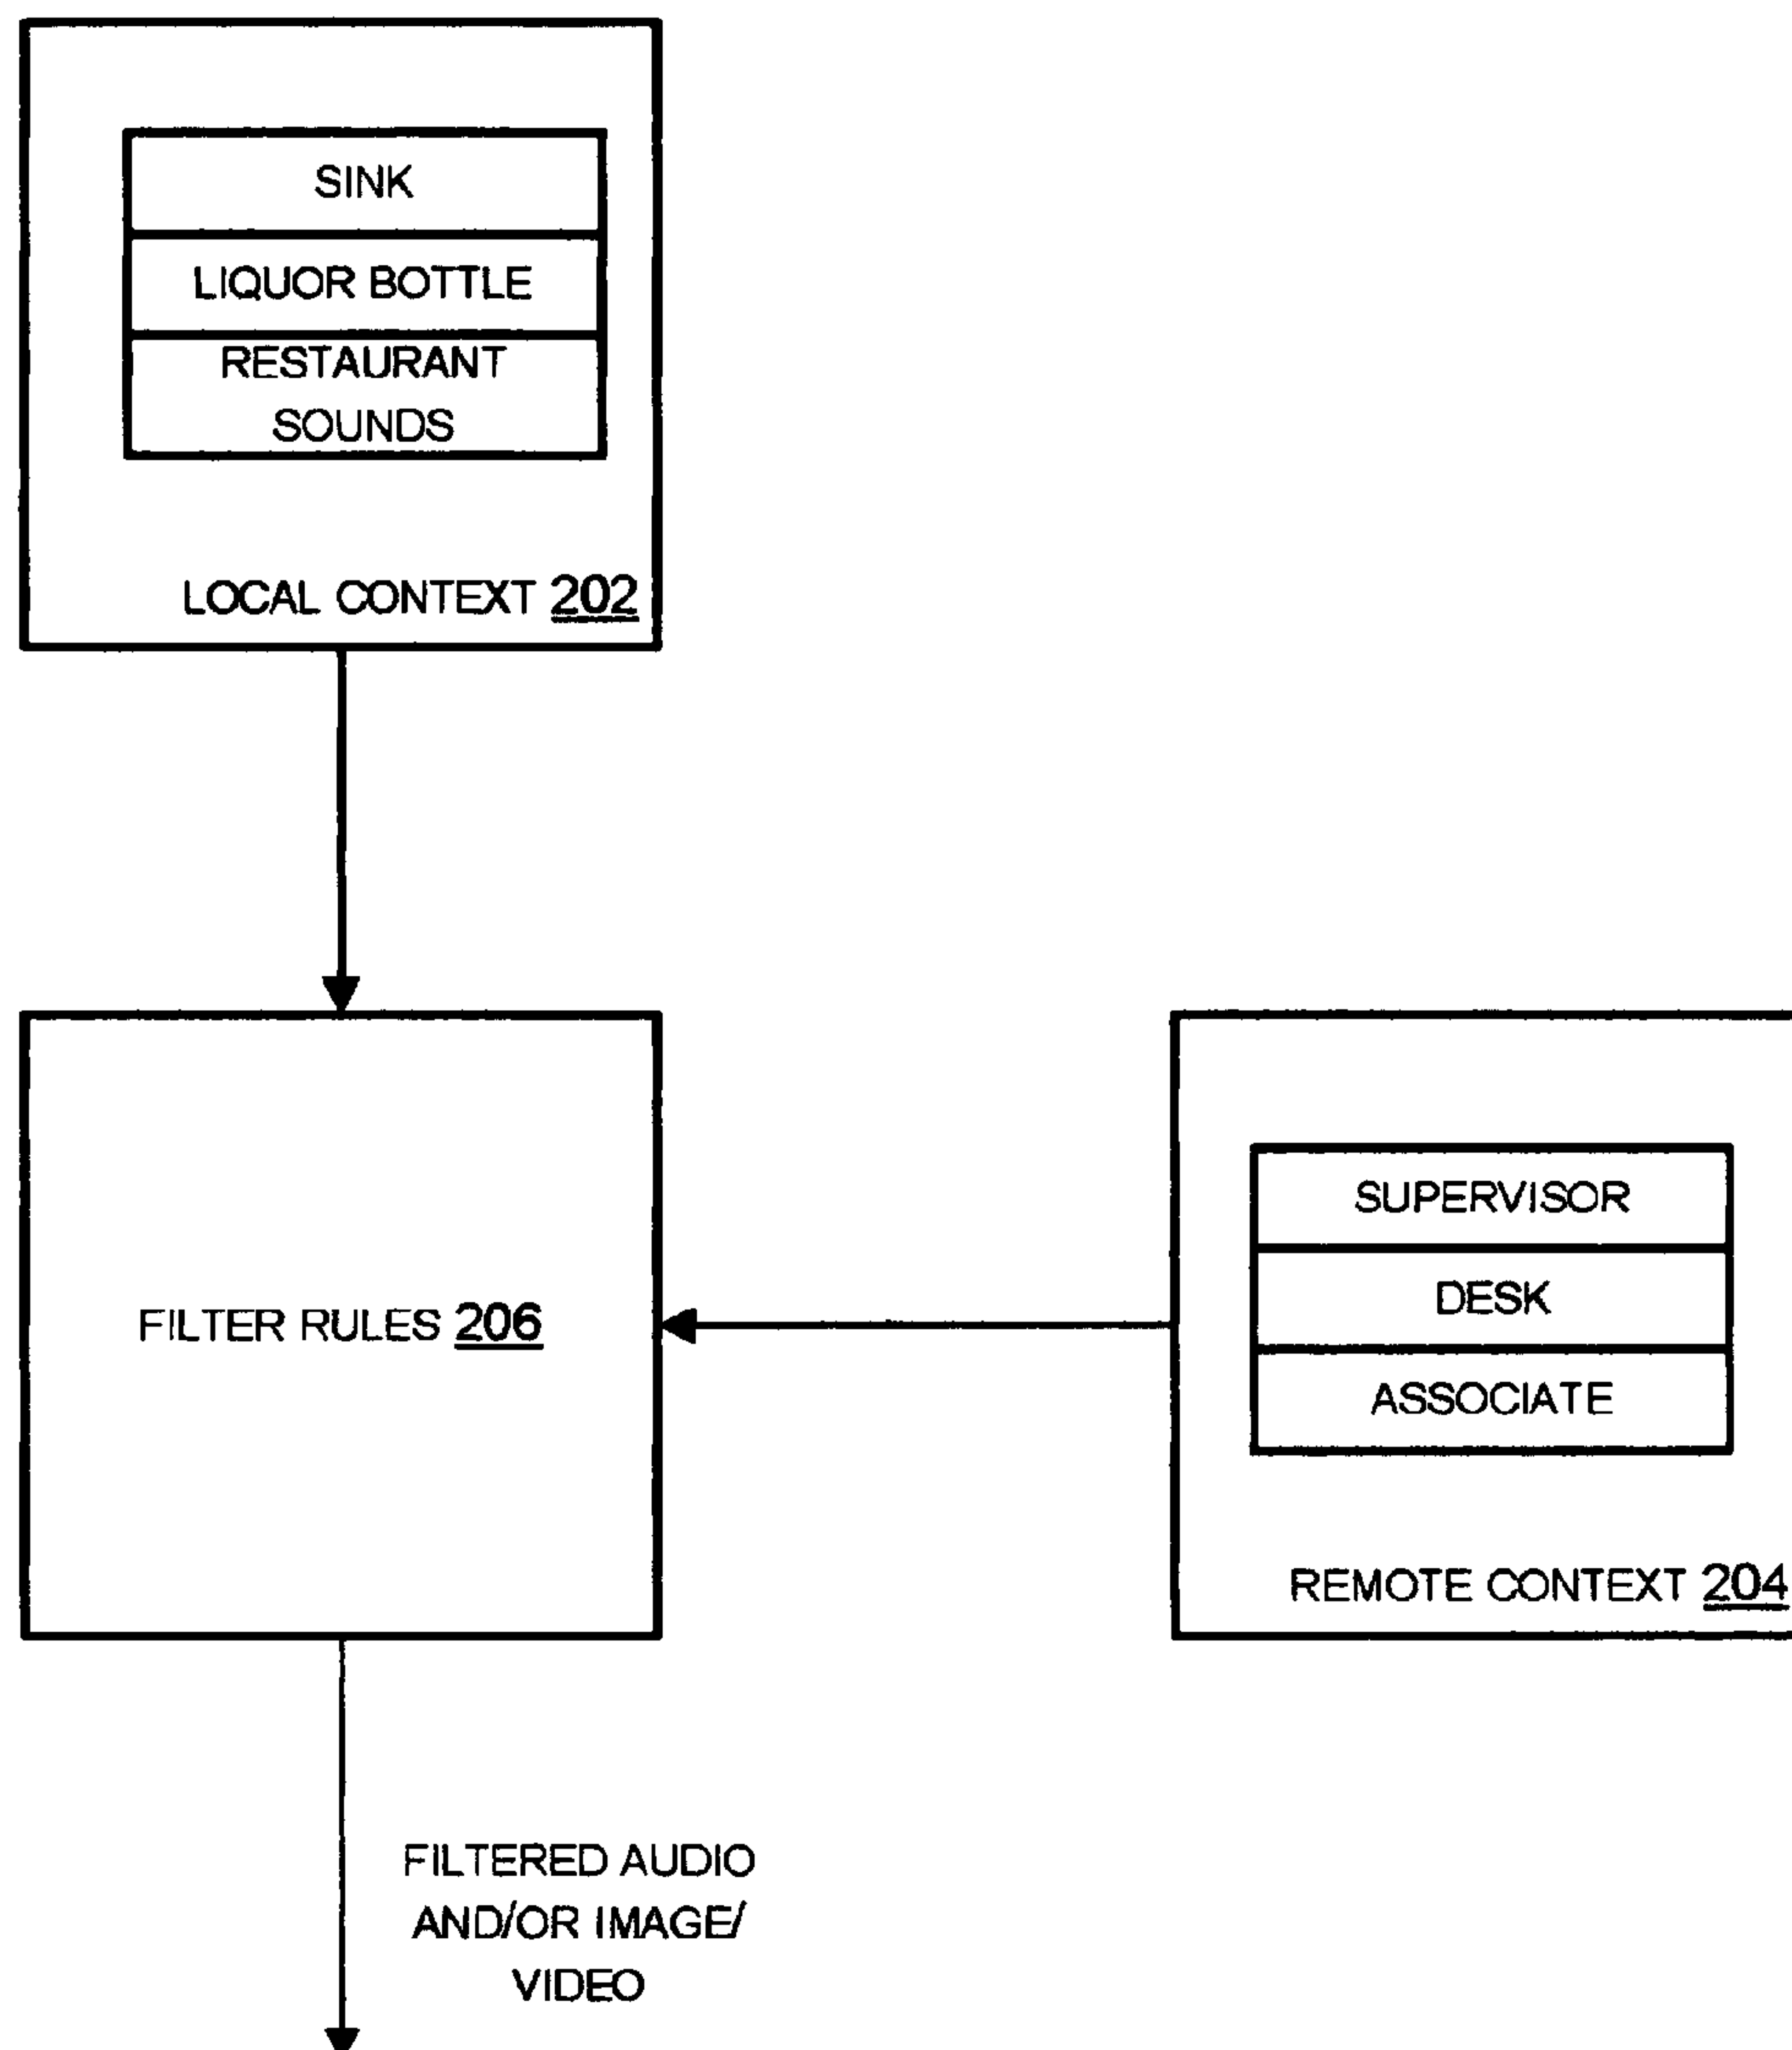 SINK
LIQUOR BOTTLE
RESTAURANT
SOUNDS
LOCAL CONTEXT 202
FILTER RULES 206
SUPERVISOR
DESK
ASSOCIATE
REMOTE CONTEXT 204
FILTERED AUDIO
AND/OR IMAGE/
VIDEO